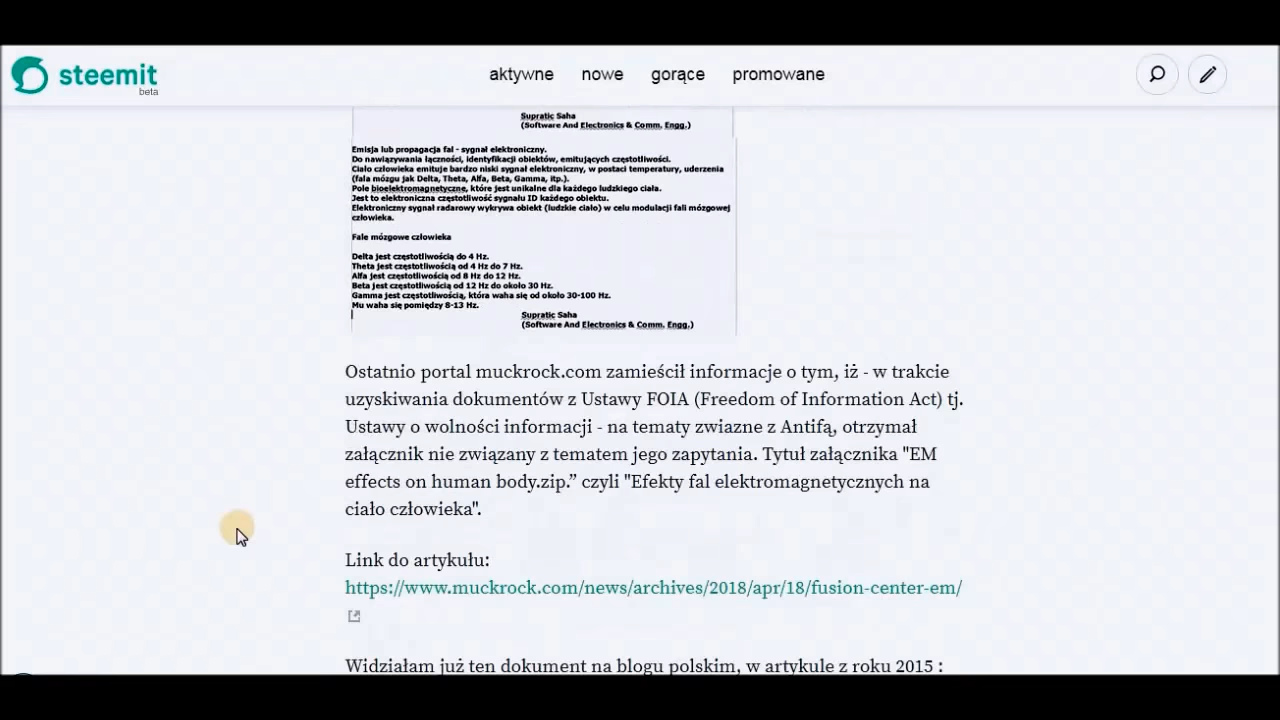 steemit
beta
aktywne nowe gorące promowane
Supratic Saha
(Software And Electronics & Comm. Engg.)
Emisja lub propagacja fal - sygnał elektroniczny.
Do nawiązywania łączności, identyfikacji obiektów, emitujących częstotliwości.
Ciało człowieka emituje bardzo niski sygnał elektroniczny, w postaci temperatury, uderzenia
(fala mózgu jak Delta, Theta, Alfa, Beta, Gamma, itp.).
Pole bioelektromagnetyczne, które jest unikalne dla każdego ludzkiego ciała.
Jest to elektroniczna częstotliwość sygnału ID każdego obiektu.
Elektroniczny sygnał radarowy wykrywa obiekt (ludzkie ciało) w celu modulacji fali mózgowej
człowieka.
Fale mózgowe człowieka
Delta jest częstotliwością do 4 Hz.
Theta jest częstotliwością od 4 Hz do 7 Hz.
Alfa jest częstotliwością od 8 Hz do 12 Hz.
Beta jest częstotliwością od 12 Hz do około 30 Hz.
Gamma jest częstotliwością, która waha się od około 30-100 Hz.
Mu waha się pomiędzy 8-13 Hz.
Supratic Saha
(Software And Electronics & Comm. Engg.)
Ostatnio portal muckrock.com zamieścił informacje o tym, iż - w trakcie
uzyskiwania dokumentów z Ustawy FOIA (Freedom of Information Act) tj.
Ustawy o wolności informacji - na tematy zwiazne z Antifą, otrzymał
załącznik nie związany z tematem jego zapytania. Tytuł załącznika "EM
effects on human body.zip.” czyli "Efekty fal elektromagnetycznych na
ciało człowieka".
Link do artykułu:
https://www.muckrock.com/news/archives/2018/apr/18/fusion-center-em/
Widziałam już ten dokument na blogu polskim, w artykule z roku 2015 :